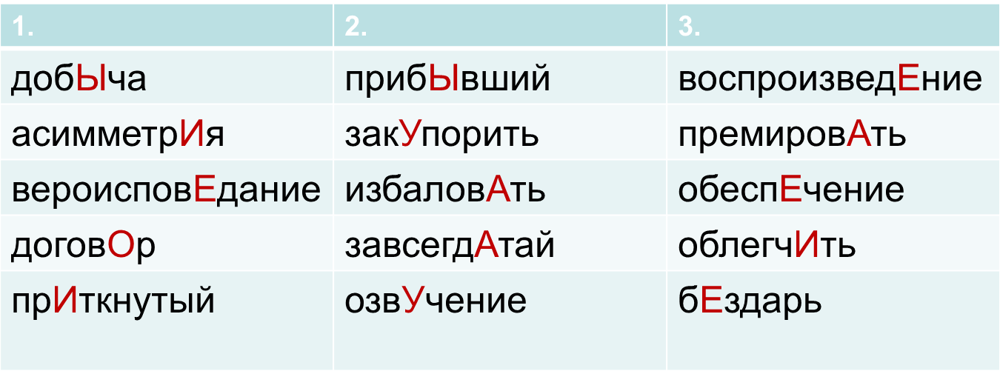 1. 2. 3.
добЫча прибЫвший воспроизведЕние
асимметрИя закУпорить премировАть
вероисповЕдание избаловАть обеспЕчение
договОр завсегдАтай облегчИть
прИткнутый озвУчение бЕздарь